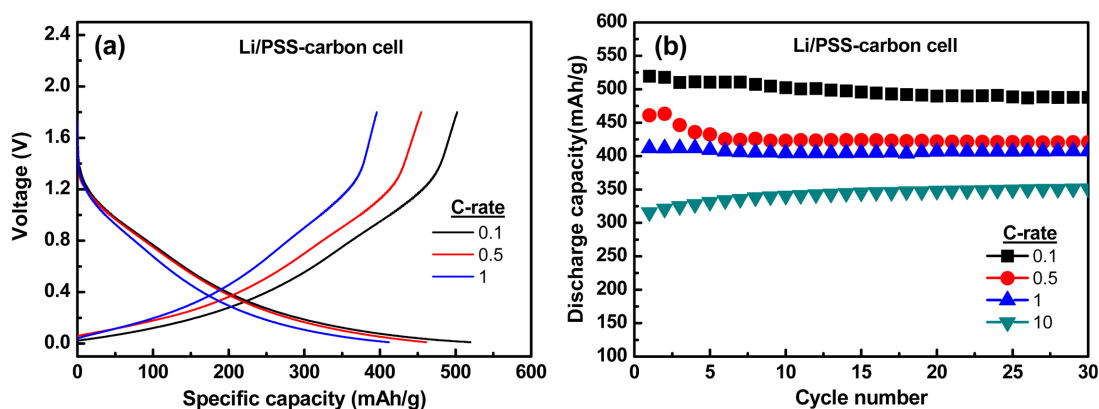 (a)
Li/PSS-carbon cell
Voltage (V)
2.4
2.0
1.6
1.2
0.8
0.4
0.0
C-rate
0.1
0.5
1
0 100 200 300 400 500 600
Specific capacity (mAh/g)
(b)
Li/PSS-carbon cell
Discharge capacity(mAh/g)
600
550
500
450
400
350
300
250
200
150
100
C-rate
0.1
0.5
1
10
0 5 10 15 20 25 30
Cycle number